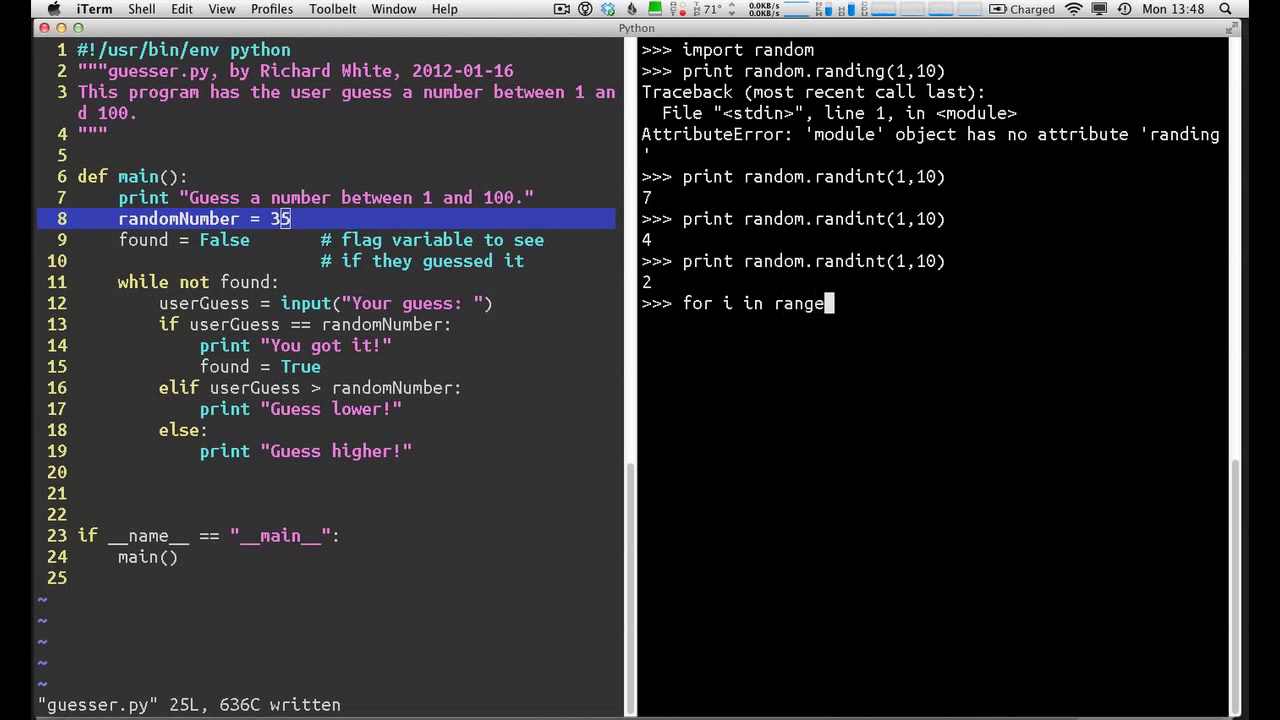 iTerm Shell Edit View Profiles Toolbelt Window Help 71° 0.0KB/s 0.0KB/s Charged Mon 13:48
Python
1 #!/usr/bin/env python
2 """guesser.py, by Richard White, 2012-01-16
3 This program has the user guess a number between 1 an
d 100.
4 """
5
6 def main():
7     print "Guess a number between 1 and 100."
8     randomNumber = 35
9     found = False       # flag variable to see
10                         # if they guessed it
11     while not found:
12         userGuess = input("Your guess: ")
13         if userGuess == randomNumber:
14             print "You got it!"
15             found = True
16         elif userGuess > randomNumber:
17             print "Guess lower!"
18         else:
19             print "Guess higher!"
20
21
22
23 if __name__ == "__main__":
24     main()
25
~
~
~
~
~
"guesser.py" 25L, 636C written
>>> import random
>>> print random.randing(1,10)
Traceback (most recent call last):
  File "<stdin>", line 1, in <module>
AttributeError: 'module' object has no attribute 'randing
'
>>> print random.randint(1,10)
7
>>> print random.randint(1,10)
4
>>> print random.randint(1,10)
2
>>> for i in range